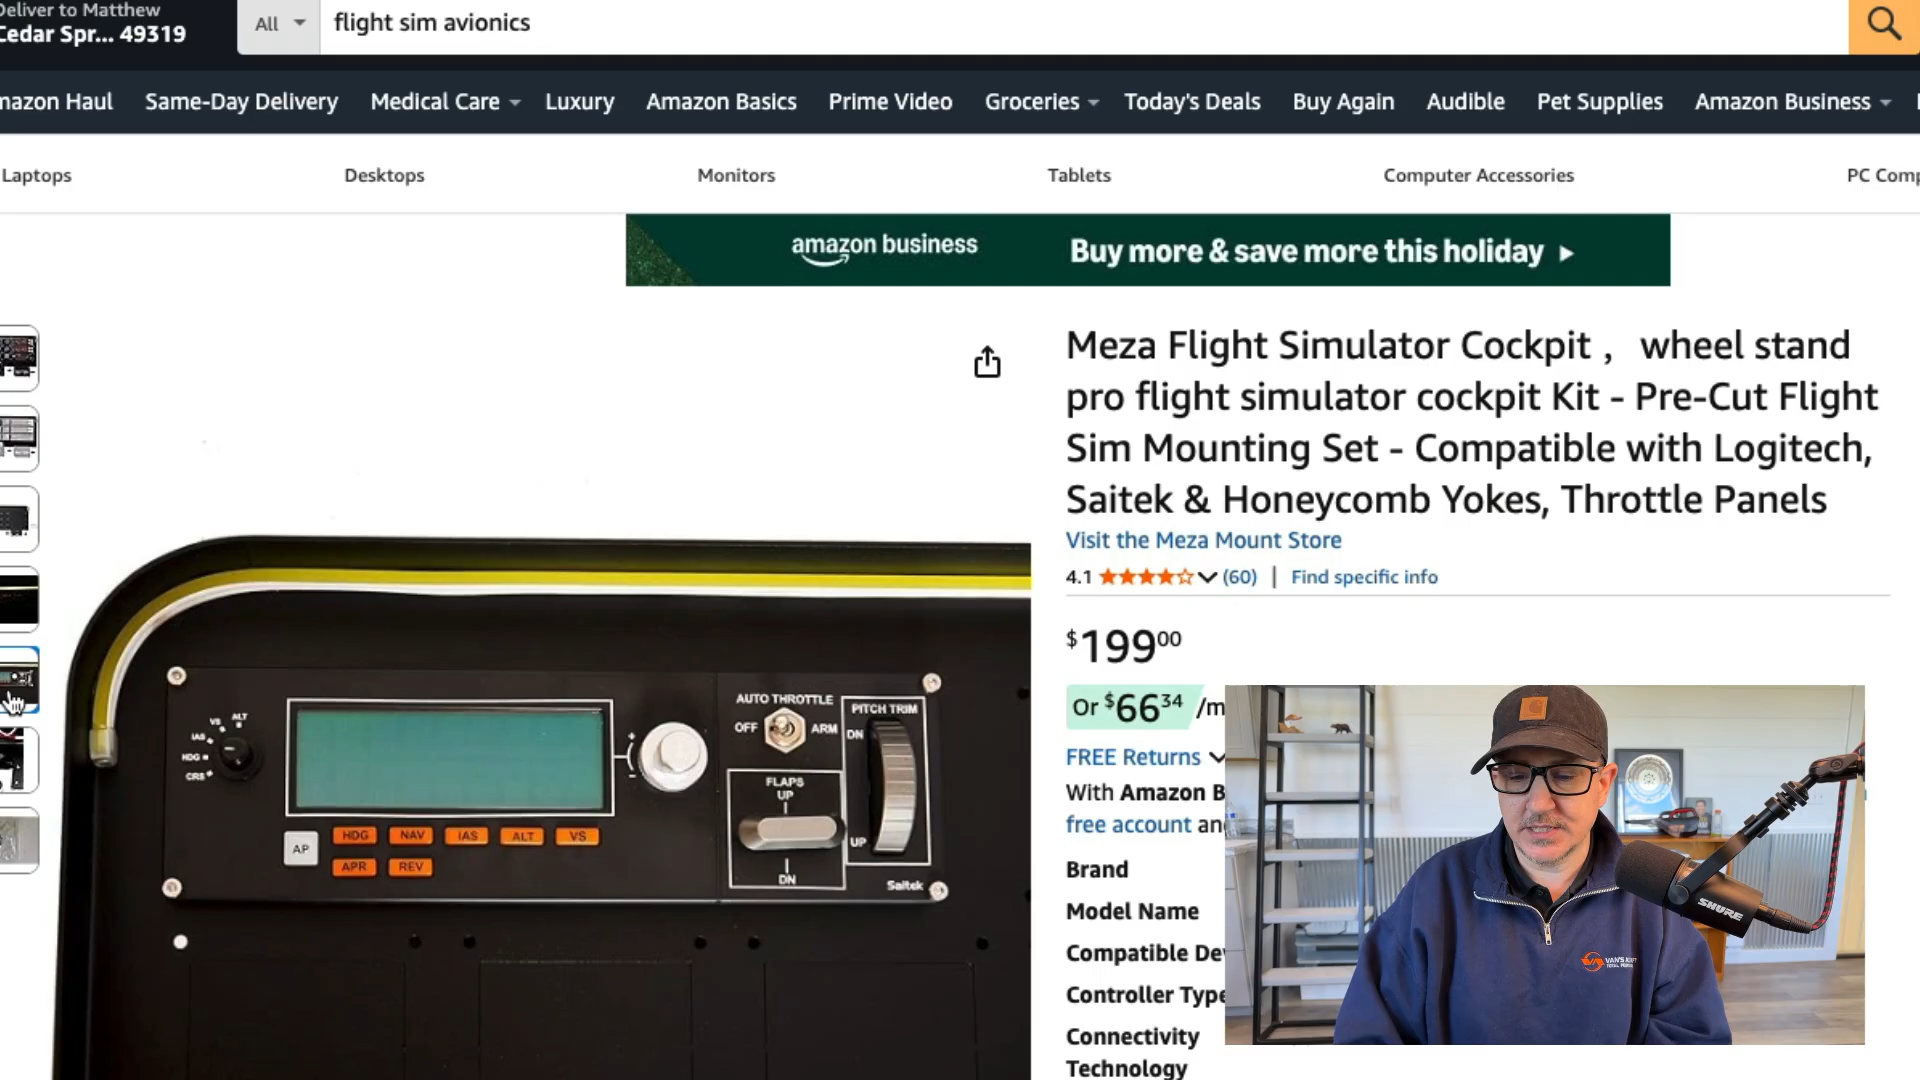 Deliver to Matthew
Cedar Spr... 49319
All
flight sim avionics
mazon Haul
Same-Day Delivery
Medical Care
Luxury
Amazon Basics
Prime Video
Groceries
Today's Deals
Buy Again
Audible
Pet Supplies
Amazon Business
Laptops
Desktops
Monitors
Tablets
Computer Accessories
PC Comp
amazon business
Buy more & save more this holiday
Meza Flight Simulator Cockpit , wheel stand
pro flight simulator cockpit Kit - Pre-Cut Flight
Sim Mounting Set - Compatible with Logitech,
Saitek & Honeycomb Yokes, Throttle Panels
Visit the Meza Mount Store
4.1
(60) | Find specific info
$19900
Or $6634 /m
FREE Returns
With Amazon B
free account an
Brand
Model Name
Compatible De
Controller Type
Connectivity
Technology
ALT
VS
IAS
HDG
CRS
+
-
AP
HDG
NAV
IAS
ALT
VS
APR
REV
AUTO THROTTLE
OFF
ARM
FLAPS
UP
DN
PITCH TRIM
DN
UP
Saitek
SHURE